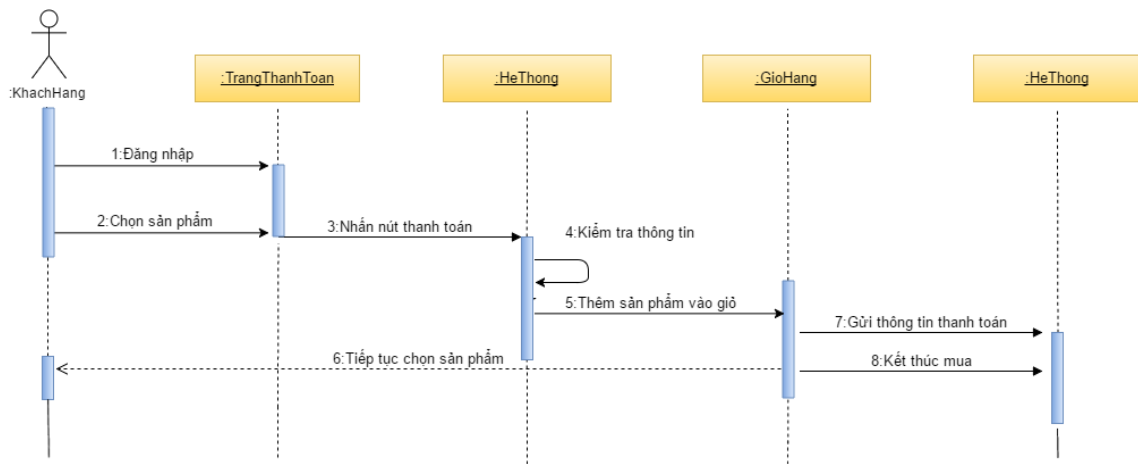 :KhachHang
:TrangThanhToan
:HeThong
:GioHang
:HeThong
1:Đăng nhập
2:Chọn sản phẩm
3:Nhấn nút thanh toán
4:Kiểm tra thông tin
5:Thêm sản phẩm vào giỏ
7:Gửi thông tin thanh toán
6:Tiếp tục chọn sản phẩm
8:Kết thúc mua